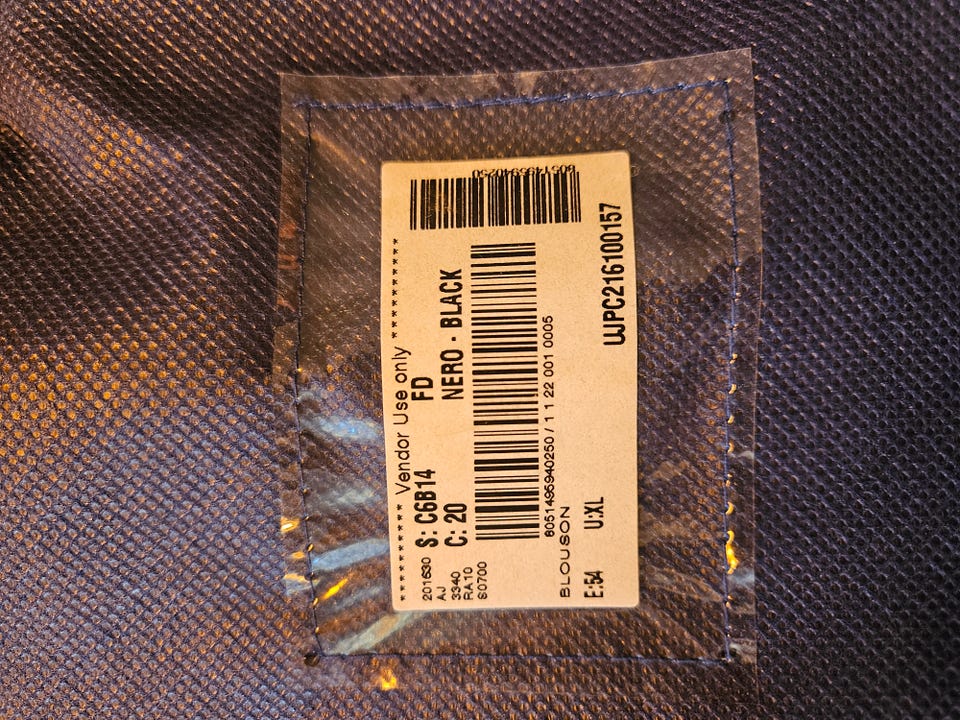 ********** Vendor Use only **********
201630 S: C6B14 FD
AJ
3340 C: 20 NERO - BLACK
RA10
S0700
8051495940250
8051495940250 / 1 1 22 001 0005
BLOUSON
E:54 U:XL
UJPC216100157